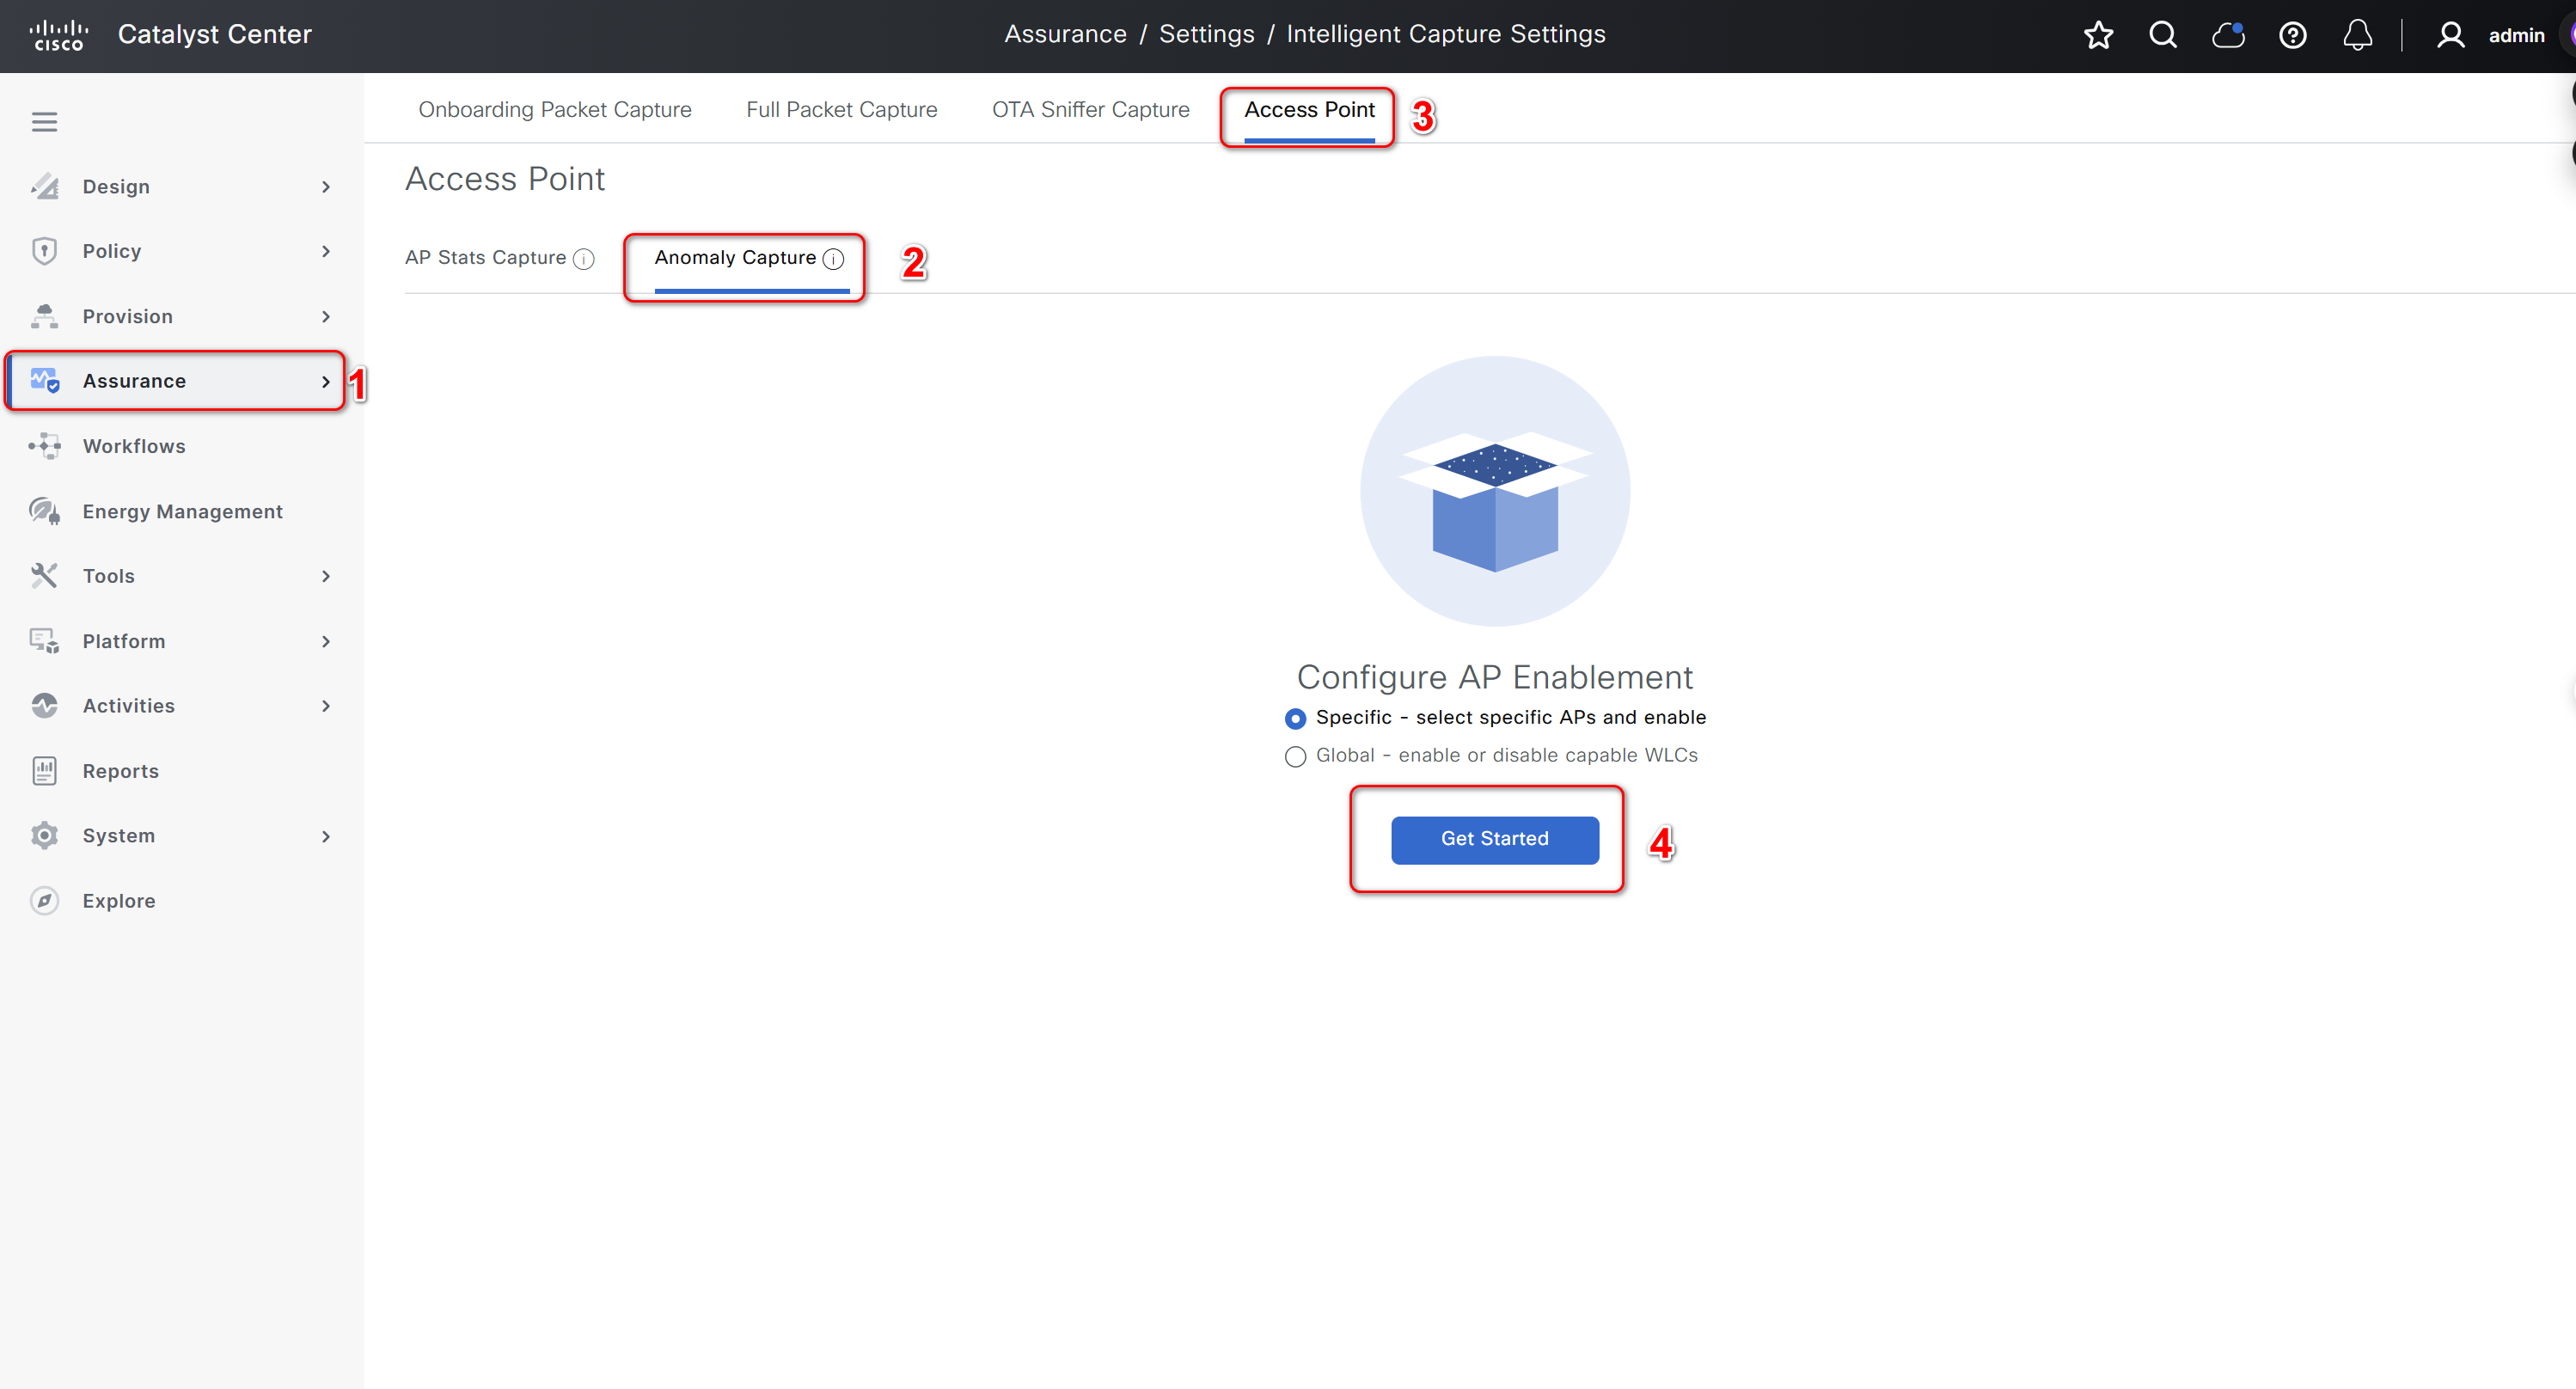 CISCO
Catalyst Center
Assurance / Settings / Intelligent Capture Settings
admin
Design
Policy
Provision
Assurance
1
Workflows
Energy Management
Tools
Platform
Activities
Reports
System
Explore
Onboarding Packet Capture
Full Packet Capture
OTA Sniffer Capture
Access Point
3
Access Point
AP Stats Capture
Anomaly Capture
2
Configure AP Enablement
Specific - select specific APs and enable
Global - enable or disable capable WLCs
Get Started
4